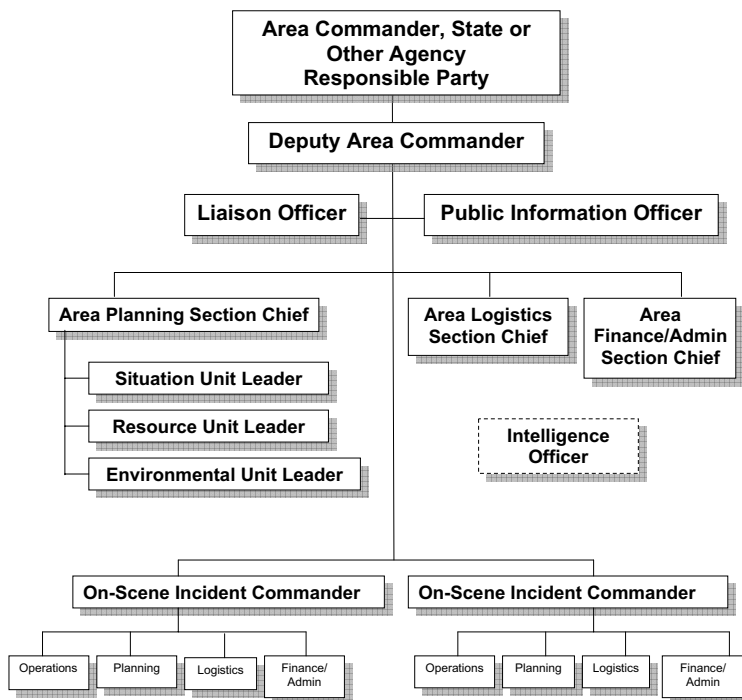 Area Commander, State or
Other Agency
Responsible Party
Deputy Area Commander
Liaison Officer
Public Information Officer
Area Planning Section Chief
Area Logistics
Section Chief
Area
Finance/Admin
Section Chief
Situation Unit Leader
Resource Unit Leader
Environmental Unit Leader
Intelligence
Officer
On-Scene Incident Commander
On-Scene Incident Commander
Operations
Planning
Logistics
Finance/
Admin
Operations
Planning
Logistics
Finance/
Admin